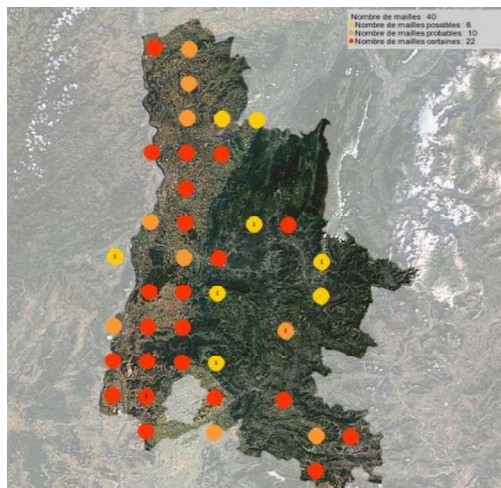 Nombre de mailles : 40
Nombre de mailles possibles : 8
Nombre de mailles probables : 10
Nombre de mailles certaines : 22